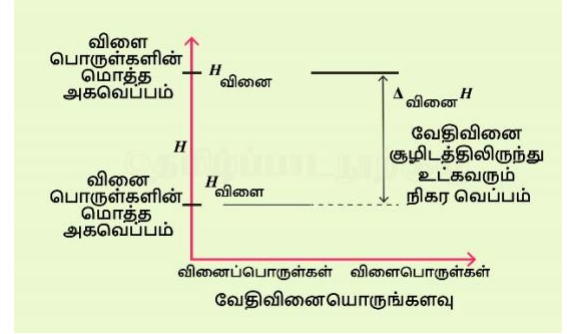 விளை
பொருள்களின்
மொத்த
அகவெப்பம்
H வினை
Δ வினை H
வேதிவினை
சூழிடத்திலிருந்து
உட்கவரும்
நிகர வெப்பம்
H
வினை
பொருள்களின்
மொத்த
அகவெப்பம்
H விளை
வினைப்பொருள்கள் விளைபொருள்கள்
வேதிவினையொருங்களவு